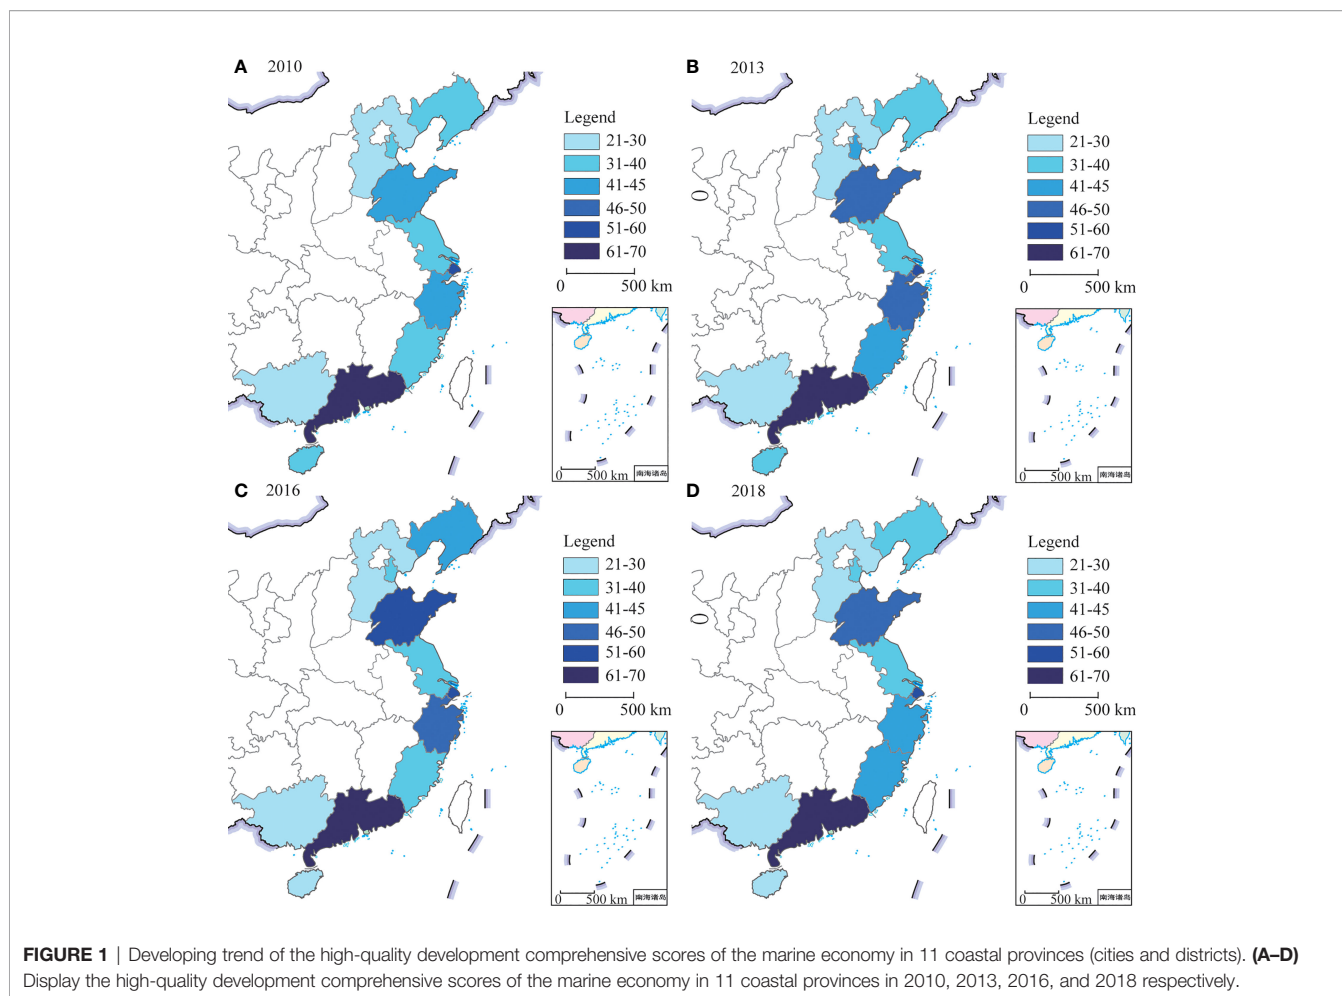 A 2010
Legend
21-30
31-40
41-45
46-50
51-60
61-70
0 500 km
0 500 km
南海诸岛
B 2013
Legend
21-30
31-40
41-45
46-50
51-60
61-70
0 500 km
0 500 km
南海诸岛
C 2016
Legend
21-30
31-40
41-45
46-50
51-60
61-70
0 500 km
0 500 km
南海诸岛
D 2018
Legend
21-30
31-40
41-45
46-50
51-60
61-70
0 500 km
0 500 km
南海诸岛
FIGURE 1 | Developing trend of the high-quality development comprehensive scores of the marine economy in 11 coastal provinces (cities and districts). (A–D)
Display the high-quality development comprehensive scores of the marine economy in 11 coastal provinces in 2010, 2013, 2016, and 2018 respectively.